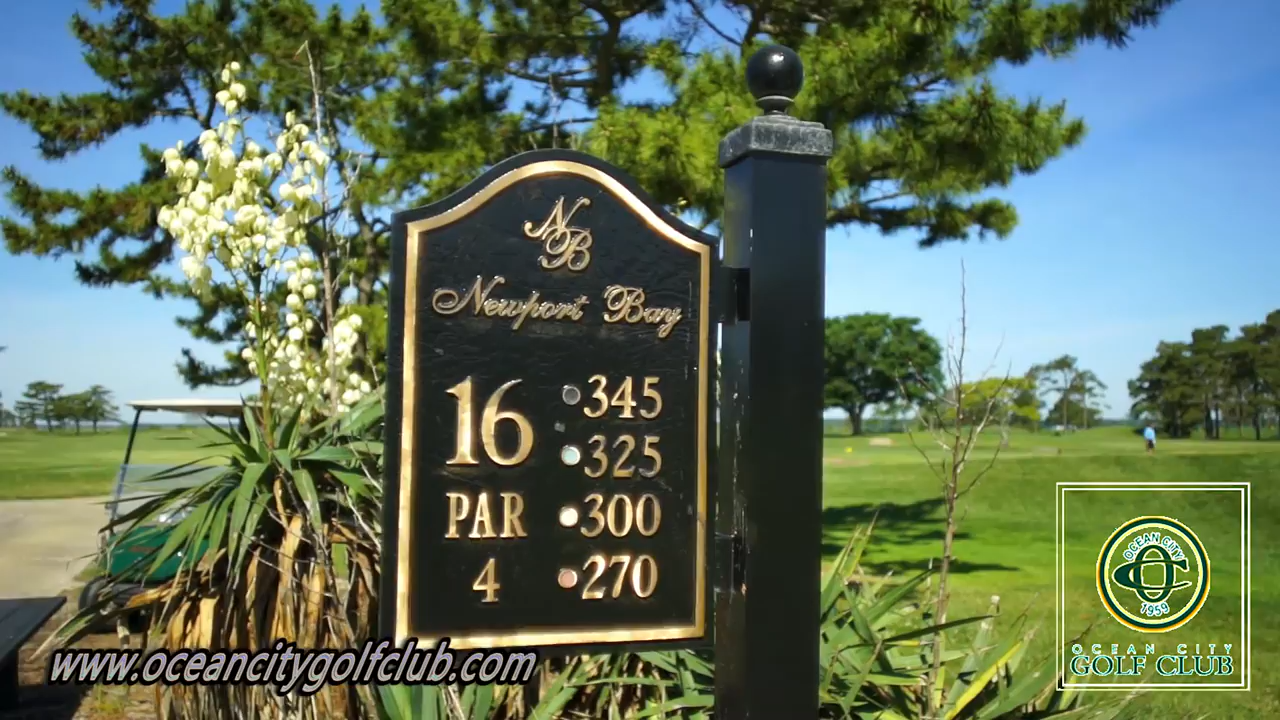 NB
Newport Bay
16
PAR
4
345
325
300
270
www.oceancitygolfclub.com
OCEAN CITY
1959
OCEAN CITY
GOLF CLUB